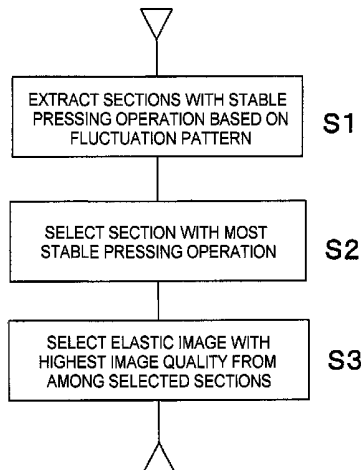 EXTRACT SECTIONS WITH STABLE
PRESSING OPERATION BASED ON
FLUCTUATION PATTERN
S1
SELECT SECTION WITH MOST
STABLE PRESSING OPERATION
S2
SELECT ELASTIC IMAGE WITH
HIGHEST IMAGE QUALITY FROM
AMONG SELECTED SECTIONS
S3